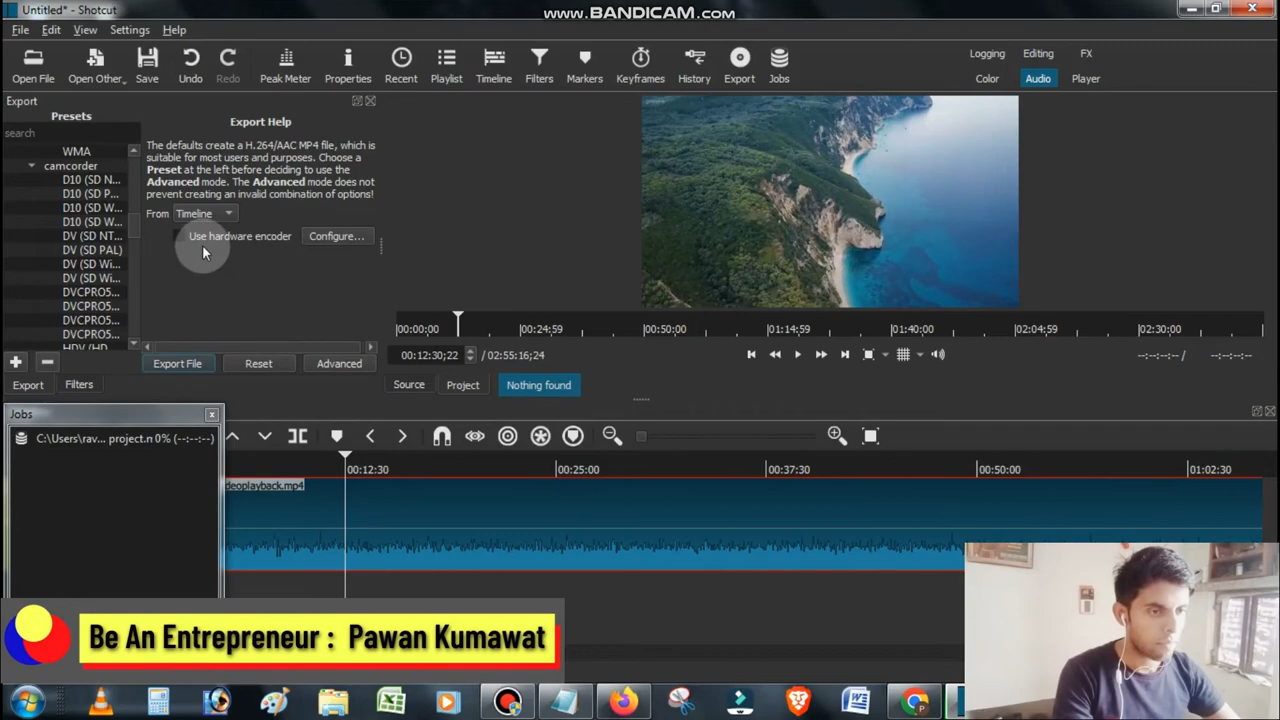 Untitled* - Shotcut
www.BANDICAM.com
File Edit View Settings Help
Open File Open Other.. Save Undo Redo Peak Meter Properties Recent Playlist Timeline Filters Markers Keyframes History Export Jobs
Logging Editing FX
Color Audio Player
Export
Presets
search
WMA
camcorder
D10 (SD N...
D10 (SD P...
D10 (SD W...
D10 (SD W...
DV (SD NT...
DV (SD PAL)
DV (SD Wi...
DV (SD Wi...
DVCPRO5...
DVCPRO5...
DVCPRO5...
DVCPRO5...
HDV (HD
Export Help
The defaults create a H.264/AAC MP4 file, which is
suitable for most users and purposes. Choose a
Preset at the left before deciding to use the
Advanced mode. The Advanced mode does not
prevent creating an invalid combination of options!
From Timeline
Use hardware encoder Configure...
Export File Reset Advanced
Export Filters
00:00:00 00:24:59 00:50:00 01:14:59 01:40:00 02:04:59 02:30:00
00:12:30;22 / 02:55:16;24 --:--:--:-- / --:--:--:--
Source Project Nothing found
Jobs
C:\Users\rav... project.n 0% (--:--:--)
00:12:30 00:25:00 00:37:30 00:50:00 01:02:30
deoplayback.mp4
Be An Entrepreneur : Pawan Kumawat